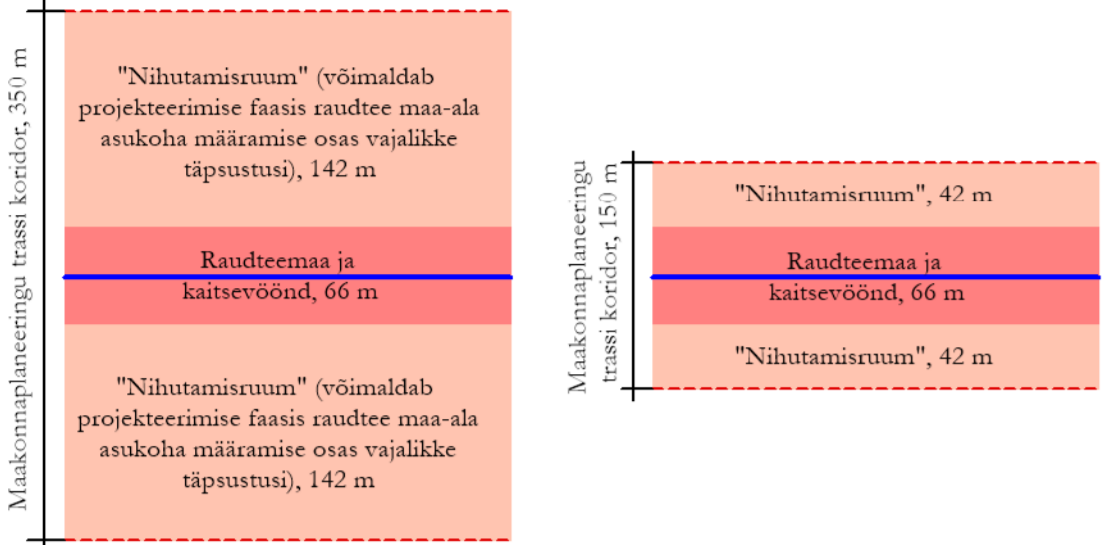 Maakonnaplaneeringu trassi koridor, 350 m
"Nihutamisruum" (võimaldab
projekteerimise faasis raudtee maa-ala
asukoha määramise osas vajalikke
täpsustusi), 142 m
Raudteemaa ja
kaitsevöönd, 66 m
"Nihutamisruum" (võimaldab
projekteerimise faasis raudtee maa-ala
asukoha määramise osas vajalikke
täpsustusi), 142 m
Maakonnaplaneeringu
trassi koridor, 150 m
"Nihutamisruum", 42 m
Raudteemaa ja
kaitsevöönd, 66 m
"Nihutamisruum", 42 m